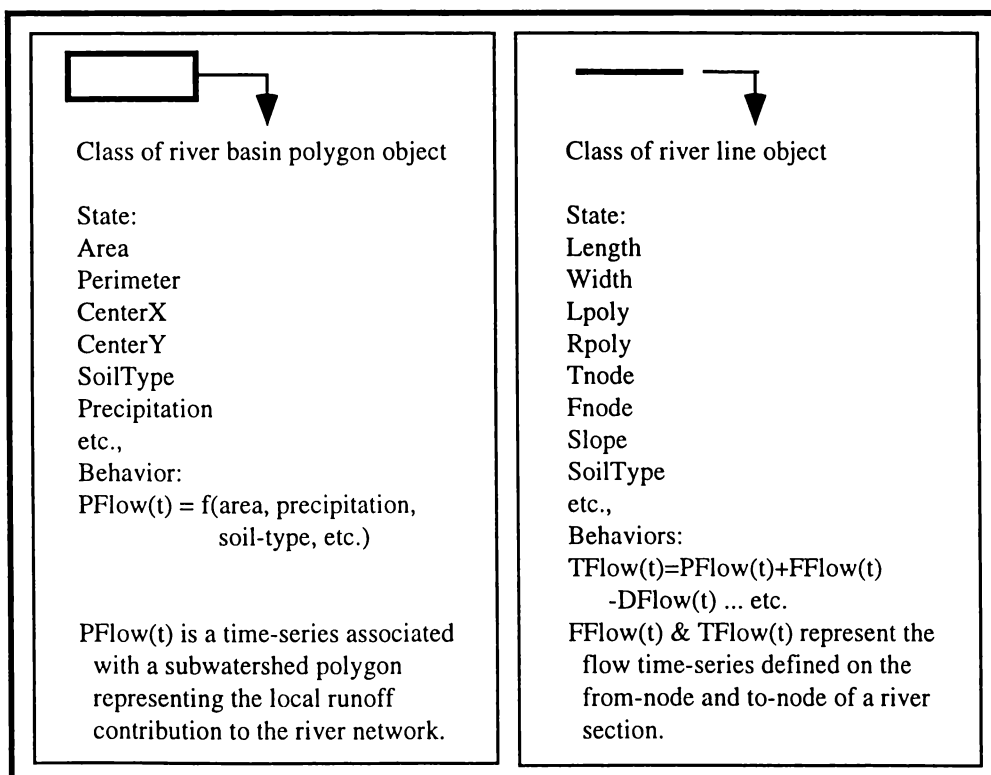 Class of river basin polygon object
State:
Area
Perimeter
CenterX
CenterY
SoilType
Precipitation
etc.,
Behavior:
PFlow(t) = f(area, precipitation,
soil-type, etc.)
PFlow(t) is a time-series associated
with a subwatershed polygon
representing the local runoff
contribution to the river network.
Class of river line object
State:
Length
Width
Lpoly
Rpoly
Tnode
Fnode
Slope
SoilType
etc.,
Behaviors:
TFlow(t)=PFlow(t)+FFlow(t)
-DFlow(t) ... etc.
FFlow(t) & TFlow(t) represent the
flow time-series defined on the
from-node and to-node of a river
section.